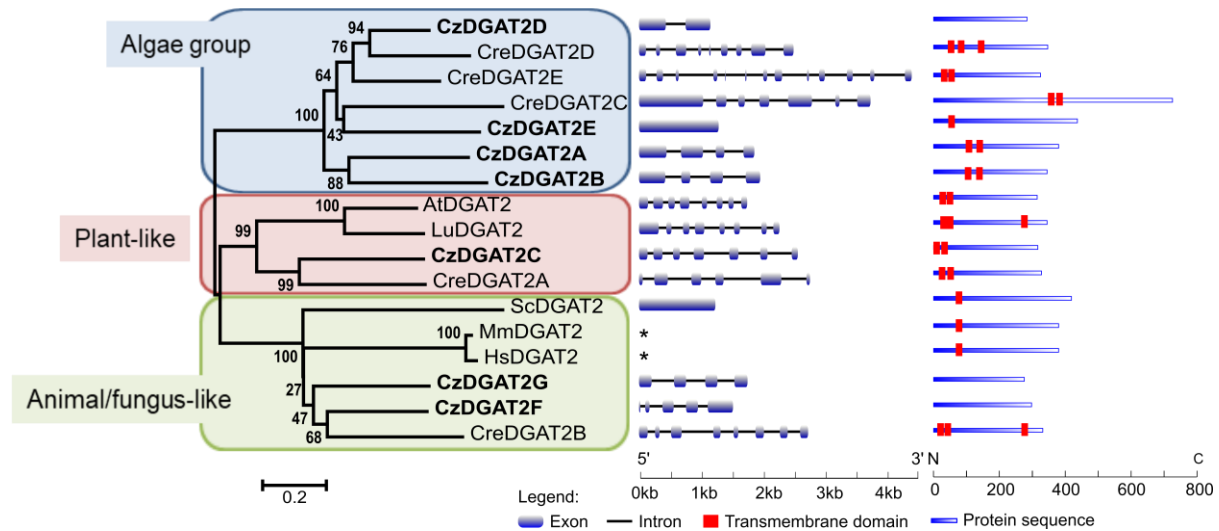 Algae group
94 CzDGAT2D
76 CreDGAT2D
64 CreDGAT2E
CreDGAT2C
100
43 CzDGAT2E
CzDGAT2A
88 CzDGAT2B
Plant-like
100 AtDGAT2
99 LuDGAT2
CzDGAT2C
99 CreDGAT2A
Animal/fungus-like
ScDGAT2
100 MmDGAT2 *
100 HsDGAT2 *
27 CzDGAT2G
47 CzDGAT2F
68 CreDGAT2B
0.2
5' 3' N C
0kb 1kb 2kb 3kb 4kb 0 200 400 600 800
Legend:
Exon Intron Transmembrane domain Protein sequence